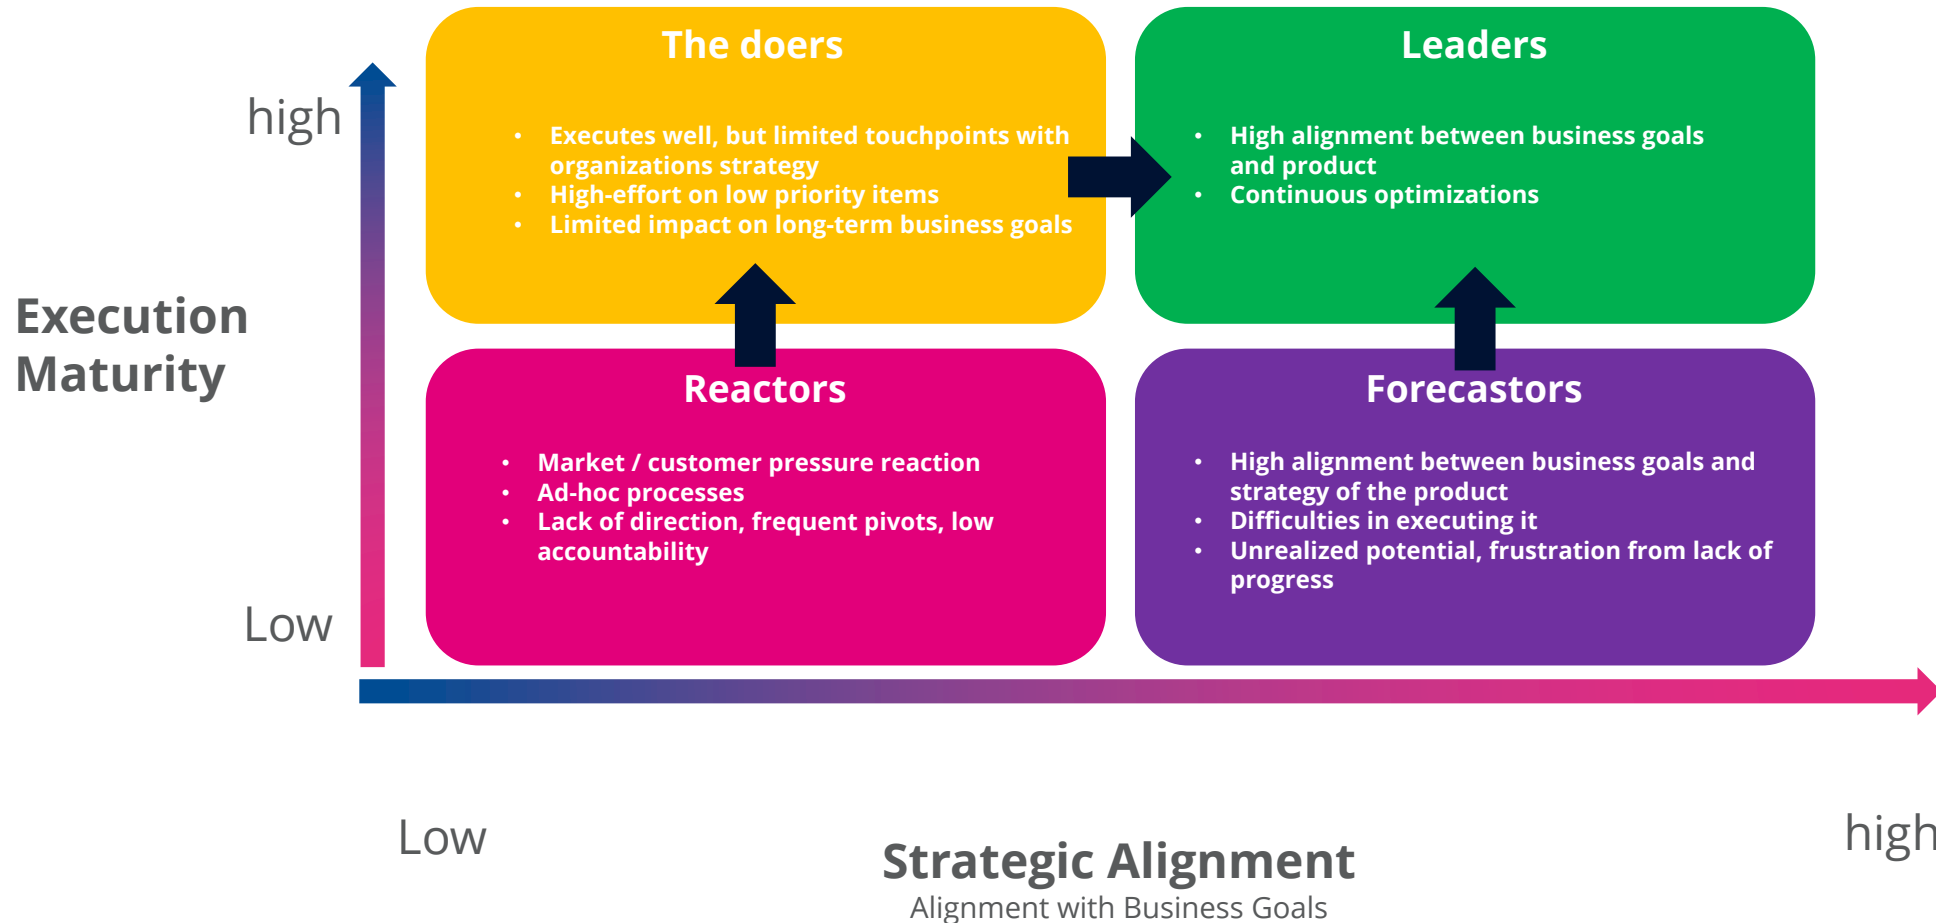 The doers
• Executes well, but limited touchpoints with
organizations strategy
• High-effort on low priority items
• Limited impact on long-term business goals
Leaders
• High alignment between business goals
and product
• Continuous optimizations
high
Execution
Maturity
Low
Reactors
• Market / customer pressure reaction
• Ad-hoc processes
• Lack of direction, frequent pivots, low
accountability
Forecastors
• High alignment between business goals and
strategy of the product
• Difficulties in executing it
• Unrealized potential, frustration from lack of
progress
Low
high
Strategic Alignment
Alignment with Business Goals